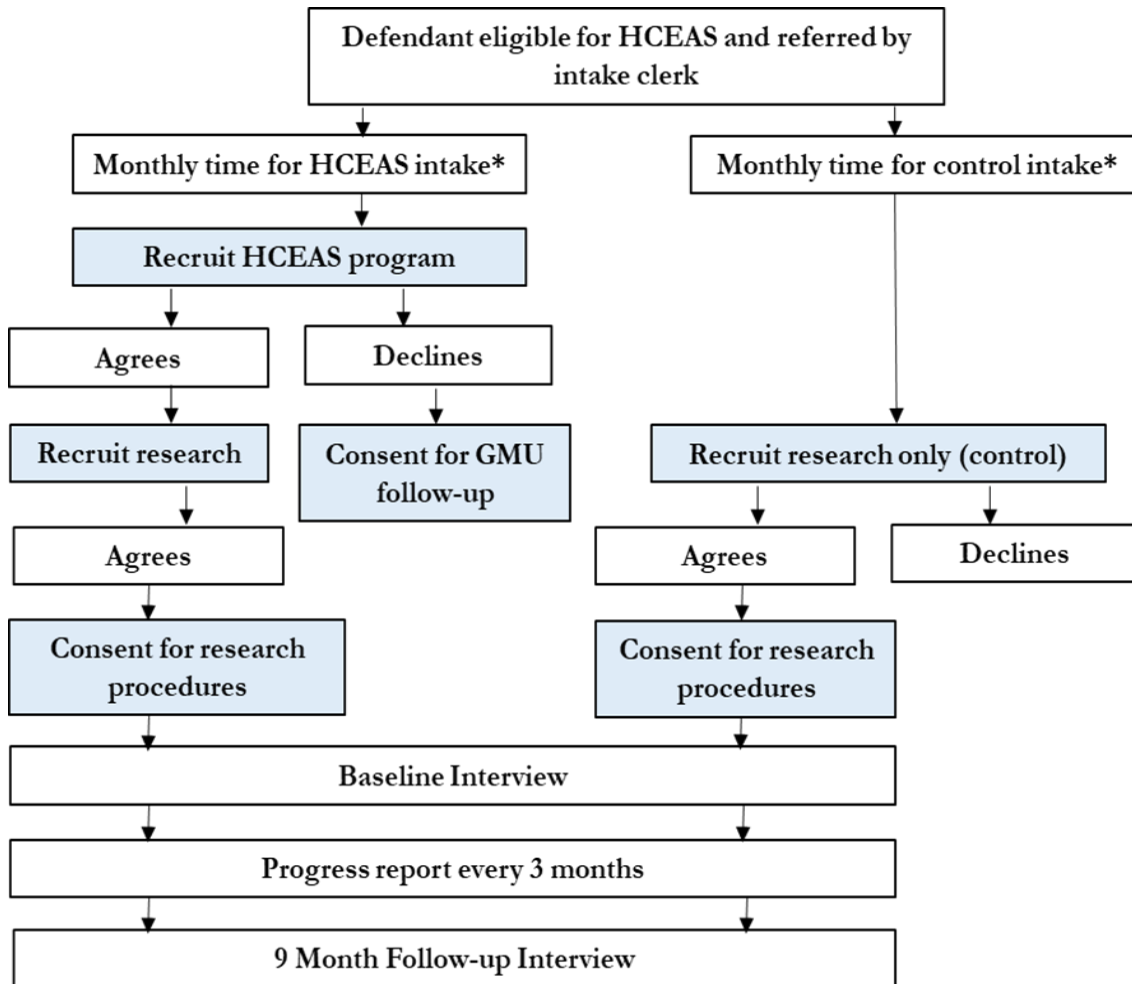 Defendant eligible for HCEAS and referred by
intake clerk
Monthly time for HCEAS intake*
Monthly time for control intake*
Recruit HCEAS program
Agrees
Declines
Recruit research
Consent for GMU
follow-up
Recruit research only (control)
Agrees
Agrees
Declines
Consent for research
procedures
Consent for research
procedures
Baseline Interview
Progress report every 3 months
9 Month Follow-up Interview